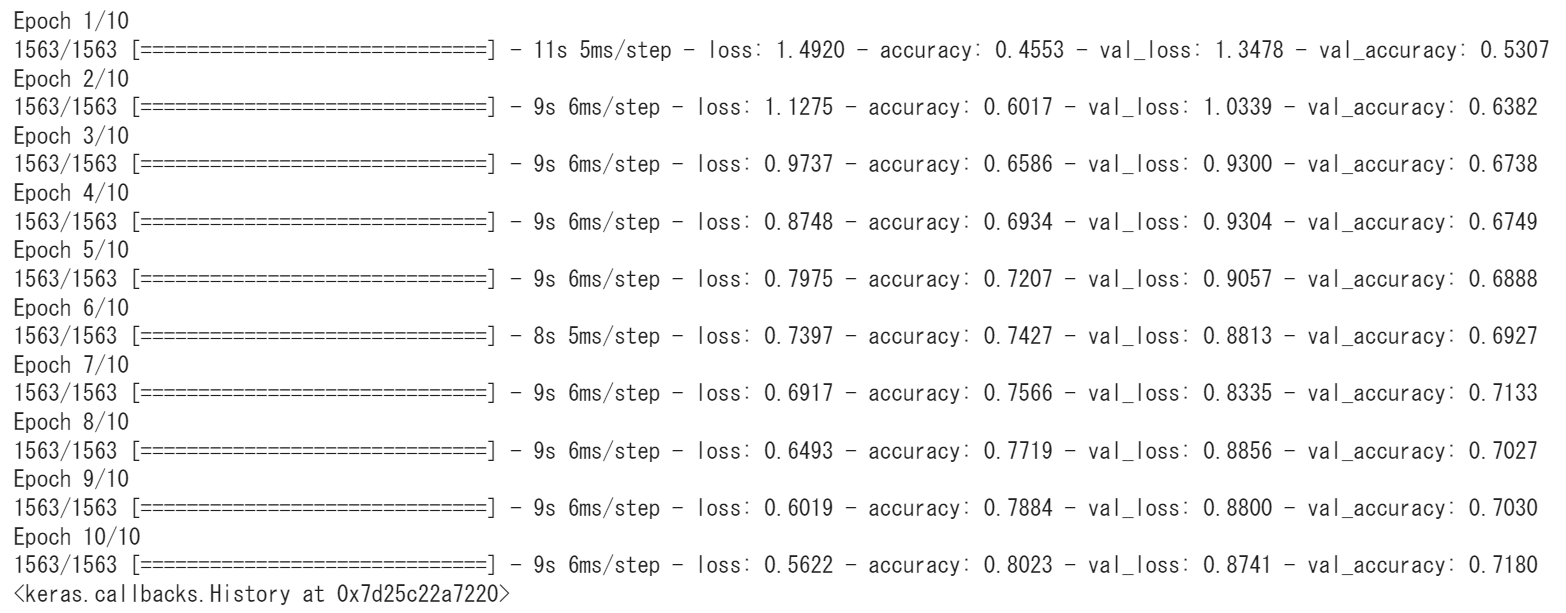 Epoch 1/10
1563/1563 [==============================] - 11s 5ms/step - loss: 1.4920 - accuracy: 0.4553 - val_loss: 1.3478 - val_accuracy: 0.5307
Epoch 2/10
1563/1563 [==============================] - 9s 6ms/step - loss: 1.1275 - accuracy: 0.6017 - val_loss: 1.0339 - val_accuracy: 0.6382
Epoch 3/10
1563/1563 [==============================] - 9s 6ms/step - loss: 0.9737 - accuracy: 0.6586 - val_loss: 0.9300 - val_accuracy: 0.6738
Epoch 4/10
1563/1563 [==============================] - 9s 6ms/step - loss: 0.8748 - accuracy: 0.6934 - val_loss: 0.9304 - val_accuracy: 0.6749
Epoch 5/10
1563/1563 [==============================] - 9s 6ms/step - loss: 0.7975 - accuracy: 0.7207 - val_loss: 0.9057 - val_accuracy: 0.6888
Epoch 6/10
1563/1563 [==============================] - 8s 5ms/step - loss: 0.7397 - accuracy: 0.7427 - val_loss: 0.8813 - val_accuracy: 0.6927
Epoch 7/10
1563/1563 [==============================] - 9s 6ms/step - loss: 0.6917 - accuracy: 0.7566 - val_loss: 0.8335 - val_accuracy: 0.7133
Epoch 8/10
1563/1563 [==============================] - 9s 6ms/step - loss: 0.6493 - accuracy: 0.7719 - val_loss: 0.8856 - val_accuracy: 0.7027
Epoch 9/10
1563/1563 [==============================] - 9s 6ms/step - loss: 0.6019 - accuracy: 0.7884 - val_loss: 0.8800 - val_accuracy: 0.7030
Epoch 10/10
1563/1563 [==============================] - 9s 6ms/step - loss: 0.5622 - accuracy: 0.8023 - val_loss: 0.8741 - val_accuracy: 0.7180
<keras.callbacks.History at 0x7d25c22a7220>